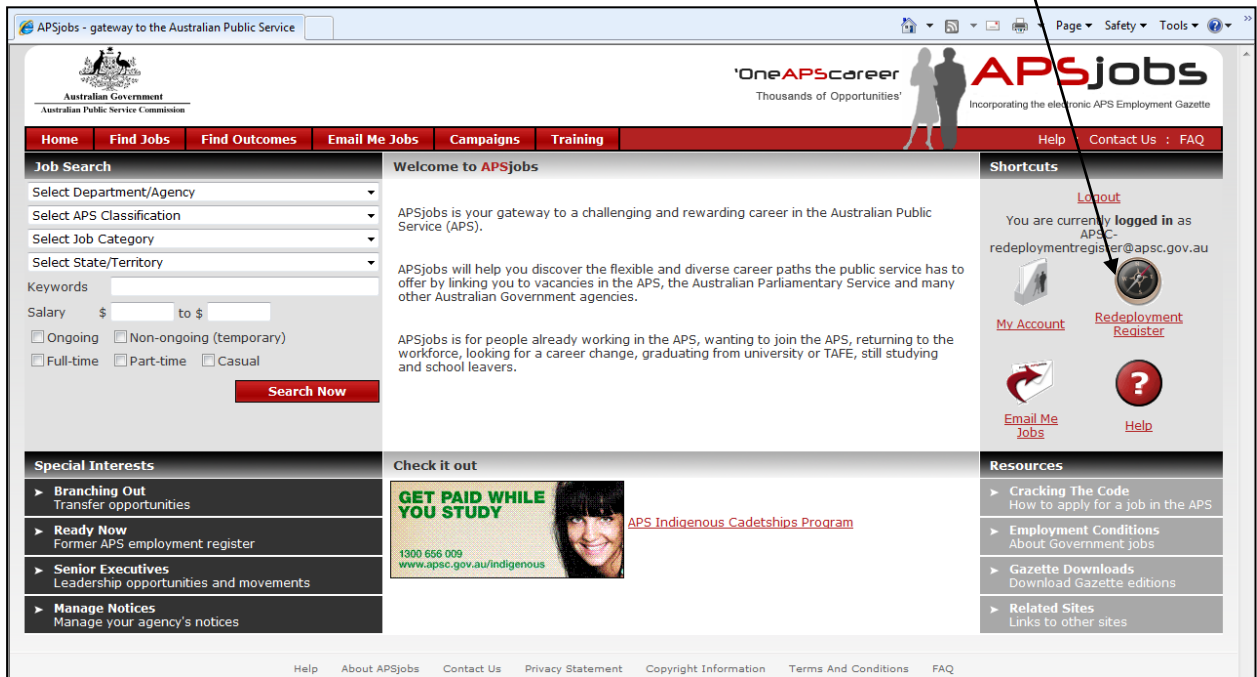 APSjobs - gateway to the Australian Public Service
Page Safety Tools
Australian Government
Australian Public Service Commission
'OneAPScareer
Thousands of Opportunities'
APSjobs
Incorporating the electronic APS Employment Gazette
Home Find Jobs Find Outcomes Email Me Jobs Campaigns Training
Help : Contact Us : FAQ
Job Search
Select Department/Agency
Select APS Classification
Select Job Category
Select State/Territory
Keywords
Salary $ to $
Ongoing Non-ongoing (temporary)
Full-time Part-time Casual
Search Now
Welcome to APSjobs
APSjobs is your gateway to a challenging and rewarding career in the Australian Public
Service (APS).
APSjobs will help you discover the flexible and diverse career paths the public service has to
offer by linking you to vacancies in the APS, the Australian Parliamentary Service and many
other Australian Government agencies.
APSjobs is for people already working in the APS, wanting to join the APS, returning to the
workforce, looking for a career change, graduating from university or TAFE, still studying
and school leavers.
Shortcuts
Logout
You are currently logged in as
APSC-
redeploymentregister@apsc.gov.au
My Account
Redeployment
Register
Email Me
Jobs
Help
Special Interests
Branching Out
Transfer opportunities
Ready Now
Former APS employment register
Senior Executives
Leadership opportunities and movements
Manage Notices
Manage your agency's notices
Check it out
GET PAID WHILE
YOU STUDY
1300 656 009
www.apsc.gov.au/indigenous
APS Indigenous Cadetships Program
Resources
Cracking The Code
How to apply for a job in the APS
Employment Conditions
About Government jobs
Gazette Downloads
Download Gazette editions
Related Sites
Links to other sites
Help About APSjobs Contact Us Privacy Statement Copyright Information Terms And Conditions FAQ